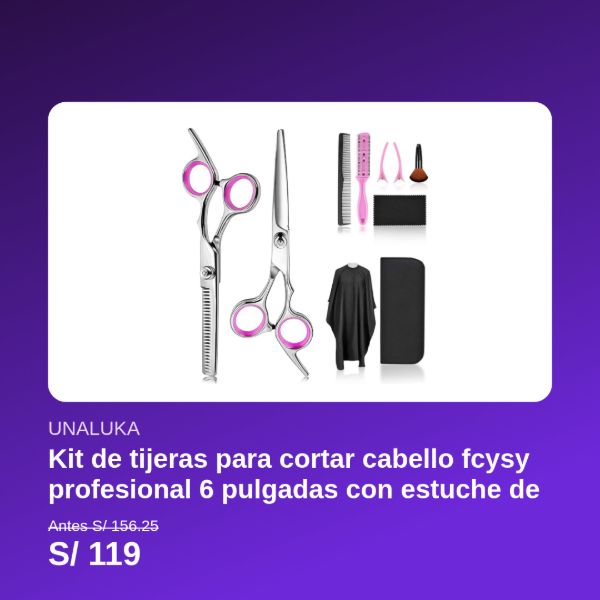 UNALUKA
Kit de tijeras para cortar cabello fcysy
profesional 6 pulgadas con estuche de
Antes S/ 156.25
S/ 119